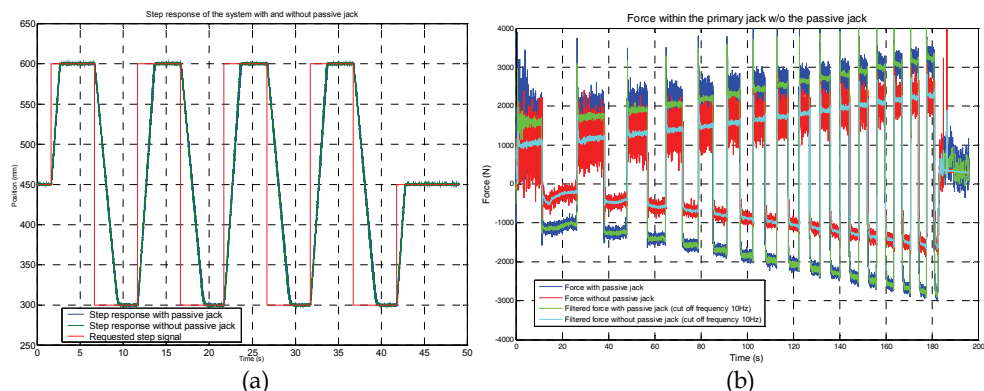 Step response of the system with and without passive jack
650
600
550
500
450
400
350
300
250
Position (mm)
0
5
10
15
20
25
30
35
40
45
50
Time (s)
Step response with passive jack
Step response without passive jack
Requested step signal
(a)
Force within the primary jack w/o the passive jack
4000
3000
2000
1000
0
-1000
-2000
-3000
-4000
Force (N)
0
20
40
60
80
100
120
140
160
180
200
Time (s)
Force with passive jack
Force without passive jack
Filtered force with passive jack (cut off frequency 10Hz)
Filtered force without passive jack (cut off frequency 10Hz)
(b)